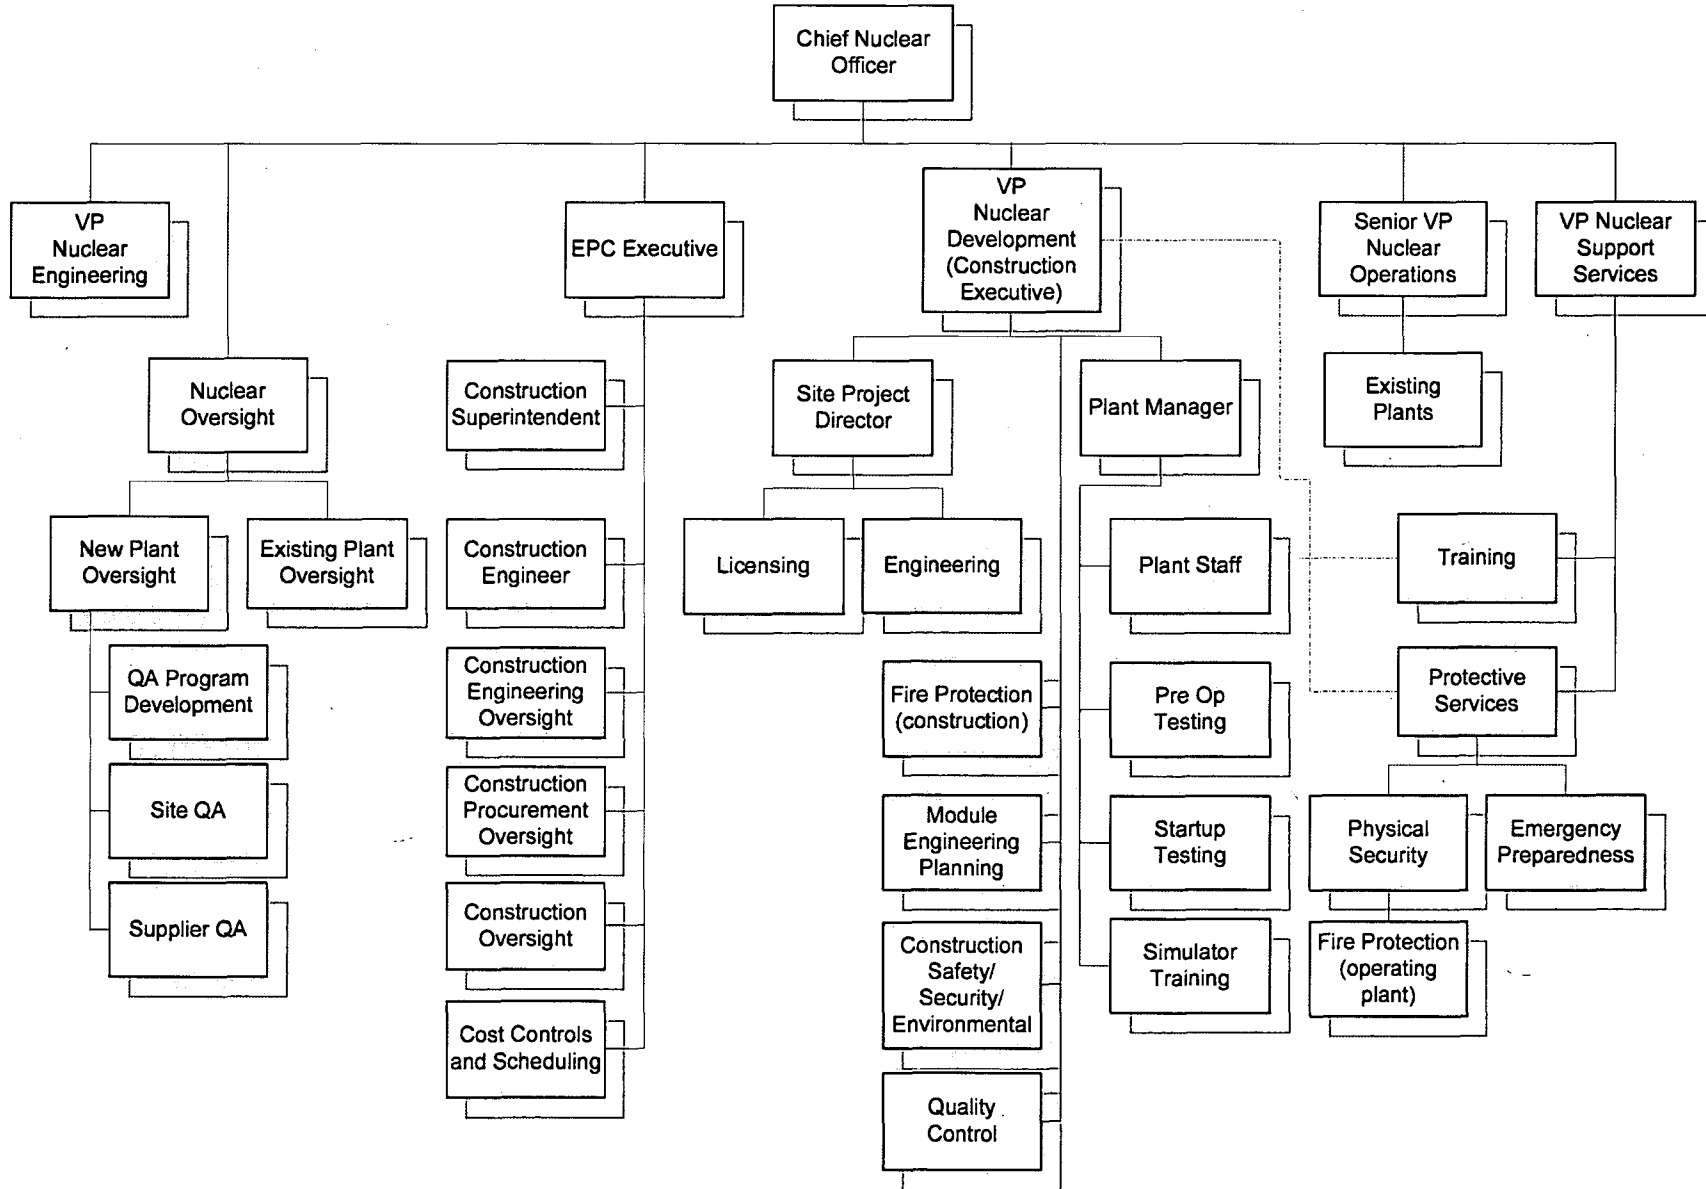 Chief Nuclear
Officer
VP
Nuclear
Engineering
EPC Executive
VP
Nuclear
Development
(Construction
Executive)
Senior VP
Nuclear
Operations
VP Nuclear
Support
Services
Nuclear
Oversight
Construction
Superintendent
Site Project
Director
Plant Manager
Existing
Plants
New Plant
Oversight
Existing Plant
Oversight
Construction
Engineer
Licensing
Engineering
Plant Staff
Training
QA Program
Development
Construction
Engineering
Oversight
Fire Protection
(construction)
Pre Op
Testing
Protective
Services
Site QA
Construction
Procurement
Oversight
Module
Engineering
Planning
Startup
Testing
Physical
Security
Emergency
Preparedness
Supplier QA
Construction
Oversight
Construction
Safety/
Security/
Environmental
Simulator
Training
Fire Protection
(operating
plant)
Cost Controls
and Scheduling
Quality
Control